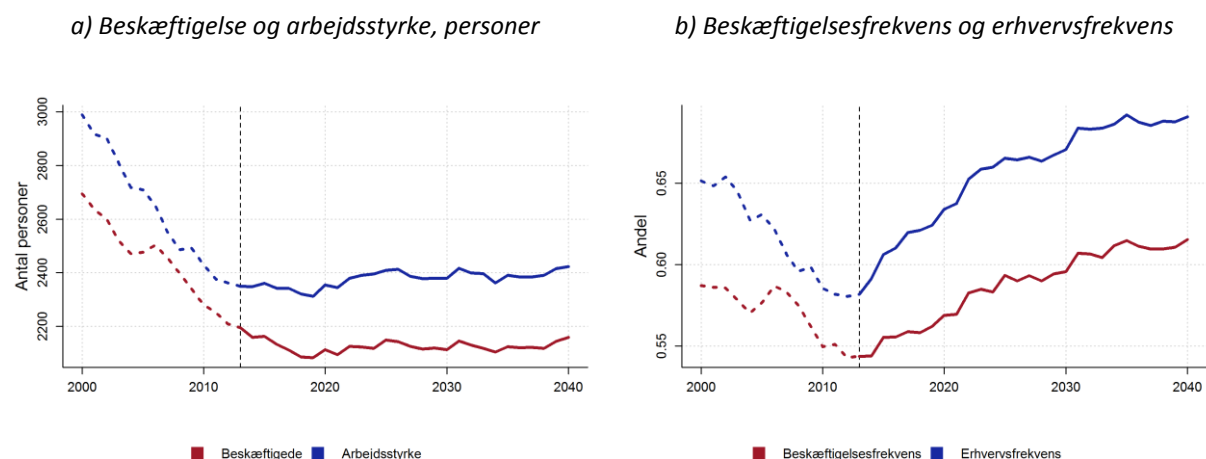 a) Beskæftigelse og arbejdsstyrke, personer
Antal personer
3000
2800
2600
2400
2200
2000
2010
2020
2030
2040
Beskæftigede
Arbejdsstyrke
b) Beskæftigelsesfrekvens og erhvervsfrekvens
Andel
0.65
0.60
0.55
2000
2010
2020
2030
2040
Beskæftigelsesfrekvens
Erhvervsfrekvens